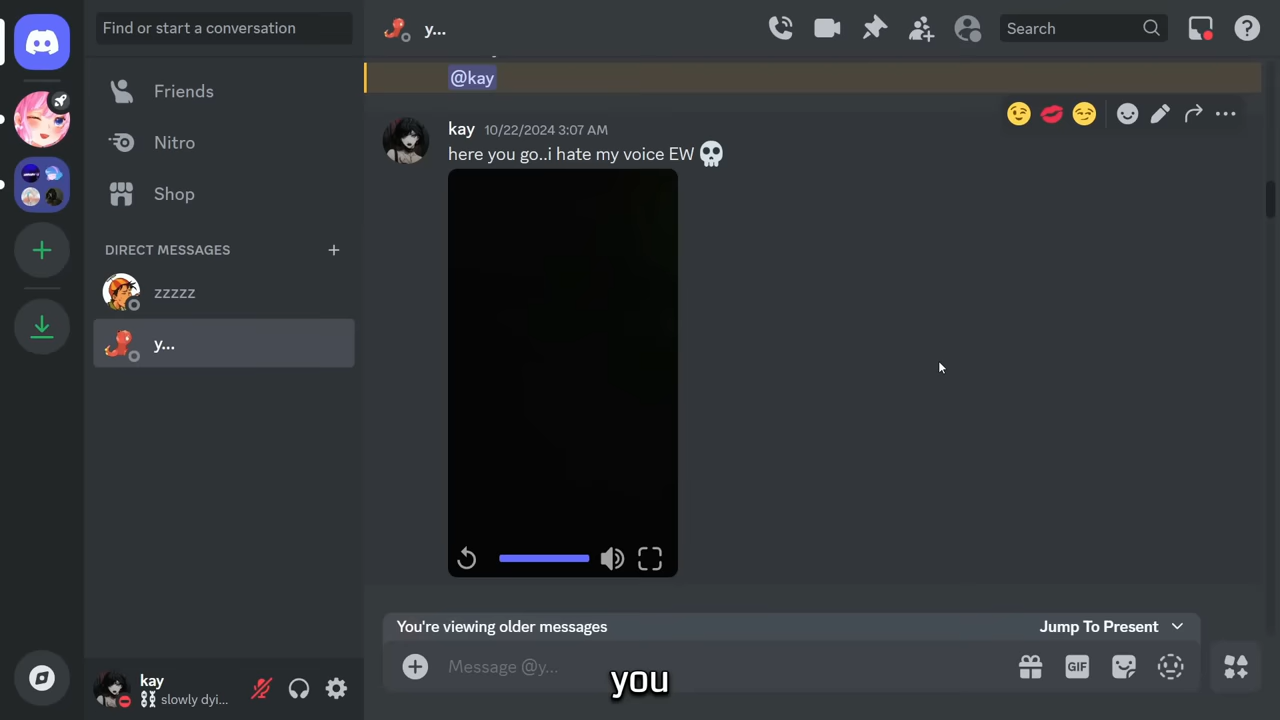 Find or start a conversation
y...
Search
@kay
Friends
Nitro
Shop
DIRECT MESSAGES
zzzzz
y...
kay 10/22/2024 3:07 AM
here you go..i hate my voice EW
You're viewing older messages
Jump To Present
Message @y...
GIF
kay
slowly dyi...
you